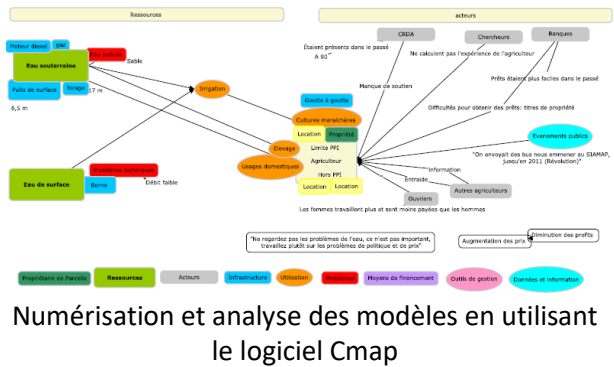 Ressources
acteurs
Moteur diesel
gaz
Eau polluée
Sable
Eau souterraine
Puits de surface
forage
17 m
6,5 m
Irrigation
Etaient présents dans le passé
A 90
CRDA
Chercheurs
Banques
Ne calculent pas l'expérience de l'agriculteur
Manque de soutien
Prêts étaient plus faciles dans le passé
Difficultés pour obtenir des prêts: titres de propriété
Goutte à goutte
Cultures maraîchères
Location
Propriété
Limite PPI
Agriculteur
Hors PPI
Location
Location
Elevage
Usages domestiques
Evenements publics
"On envoyait des bus nous emmener au SIAMAP,
jusqu'en 2011 (Révolution)"
Information
Entraide
Autres agriculteurs
Ouvriers
Les femmes travaillent plus et sont moins payées que les hommes
Eau de surface
Problèmes techniques
Borne
Débit faible
"Ne regardez pas les problèmes de l'eau, ce n'est pas important,
travaillez plutôt sur les problèmes de politique et de prix"
Diminution des profits
Augmentation des prix
Propriétaire de Parcelle
Ressources
Acteurs
Infrastructure
Utilisation
Problèmes
Moyens de financement
Outils de gestion
Données et information
Numérisation et analyse des modèles en utilisant
le logiciel Cmap